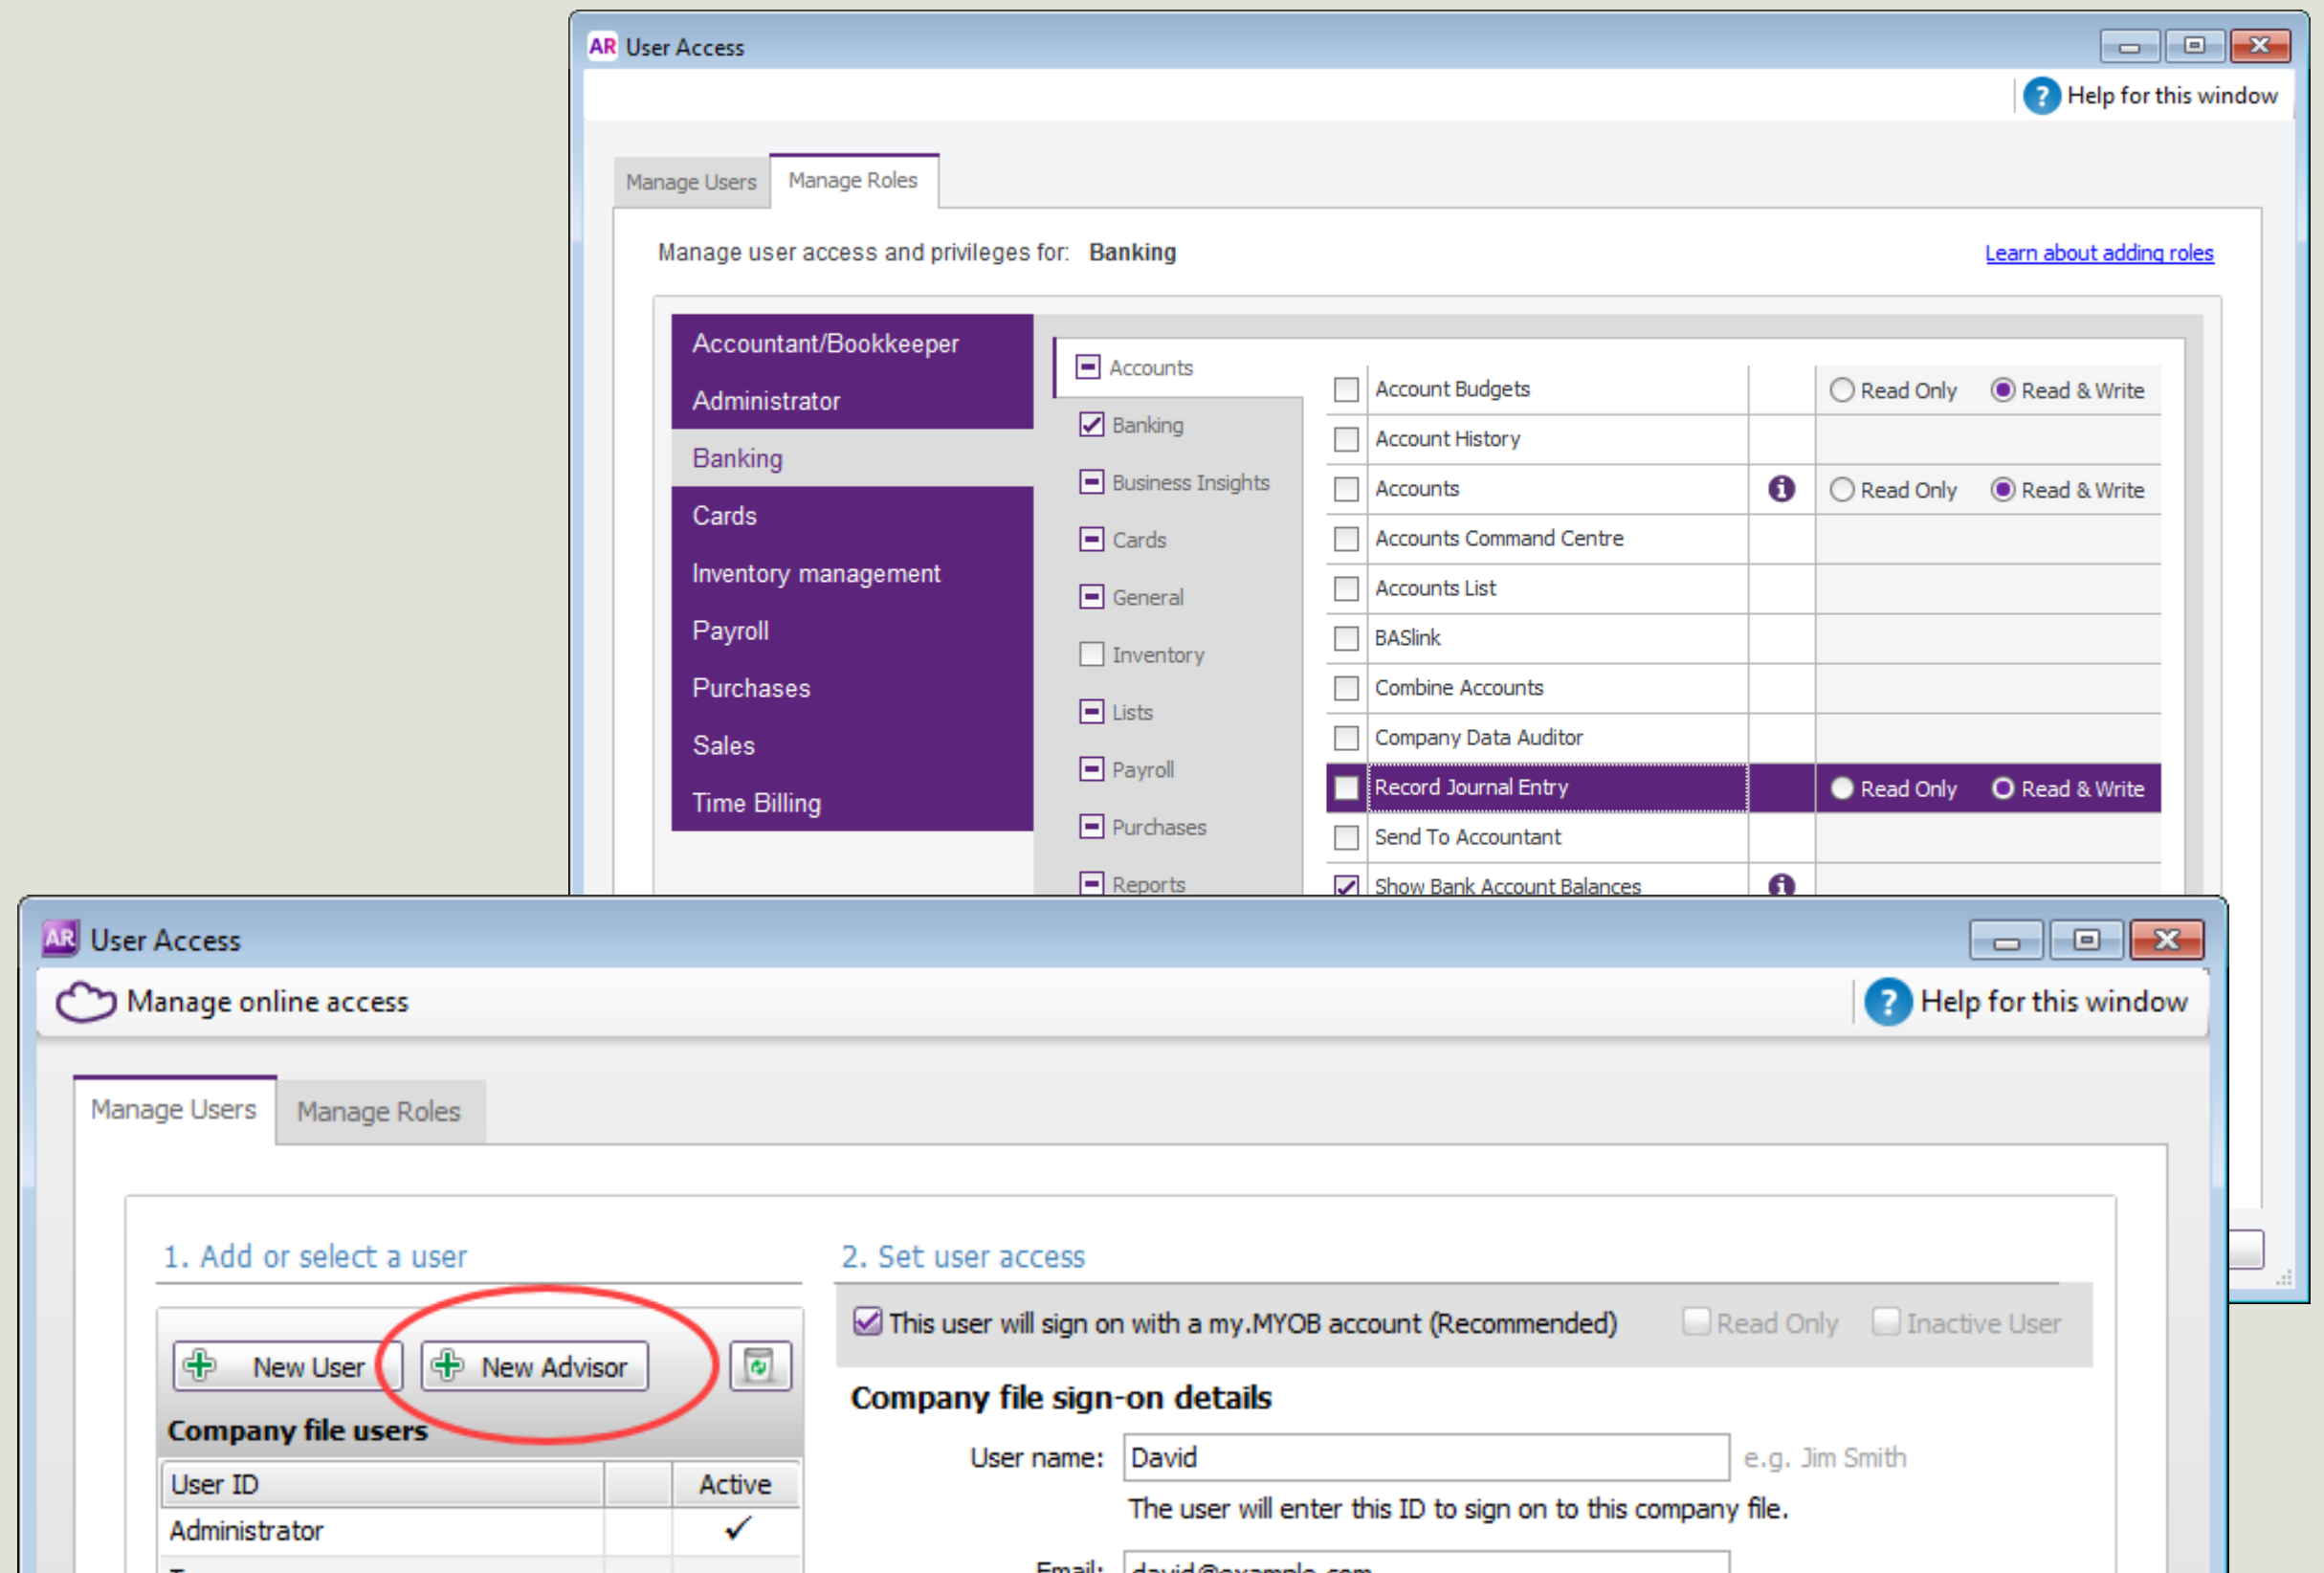 AR User Access
Help for this window
Manage Users Manage Roles
Manage user access and privileges for: Banking
Learn about adding roles
Accountant/Bookkeeper
Administrator
Banking
Cards
Inventory management
Payroll
Purchases
Sales
Time Billing
Accounts
Banking
Business Insights
Cards
General
Inventory
Lists
Payroll
Purchases
Reports
Account Budgets Read Only Read & Write
Account History
Accounts Read Only Read & Write
Accounts Command Centre
Accounts List
BASlink
Combine Accounts
Company Data Auditor
Record Journal Entry Read Only Read & Write
Send To Accountant
Show Bank Account Balances
AR User Access
Manage online access
Help for this window
Manage Users Manage Roles
1. Add or select a user
New User New Advisor
Company file users
User ID Active
Administrator
2. Set user access
This user will sign on with a my.MYOB account (Recommended) Read Only Inactive User
Company file sign-on details
User name: David e.g. Jim Smith
The user will enter this ID to sign on to this company file.
Email: david@example.com